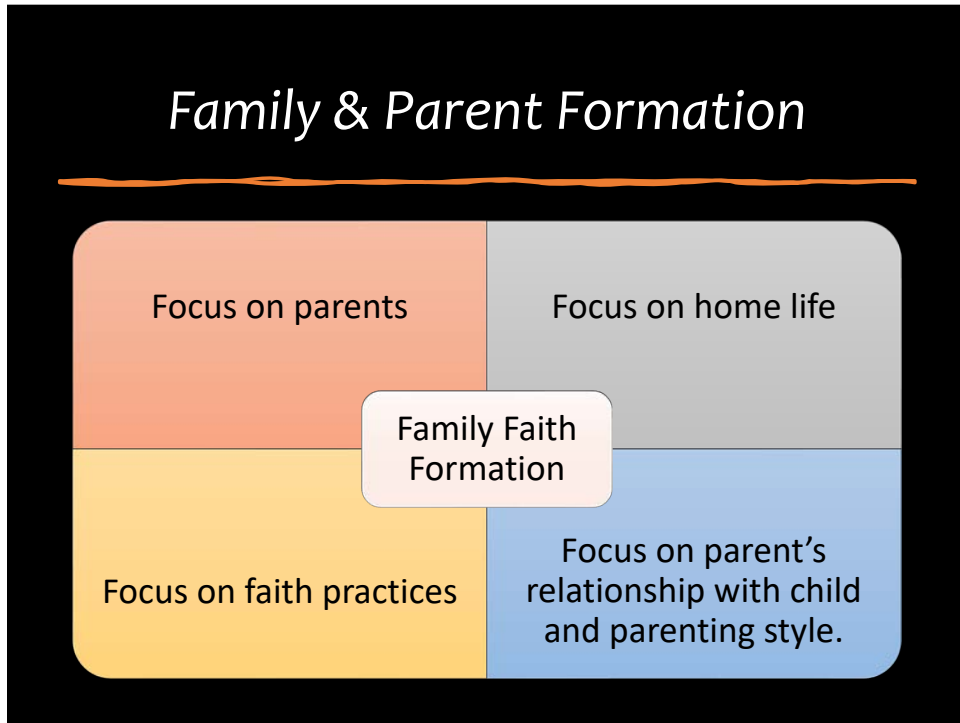 Family & Parent Formation
Focus on parents
Focus on home life
Family Faith
Formation
Focus on faith practices
Focus on parent’s
relationship with child
and parenting style.